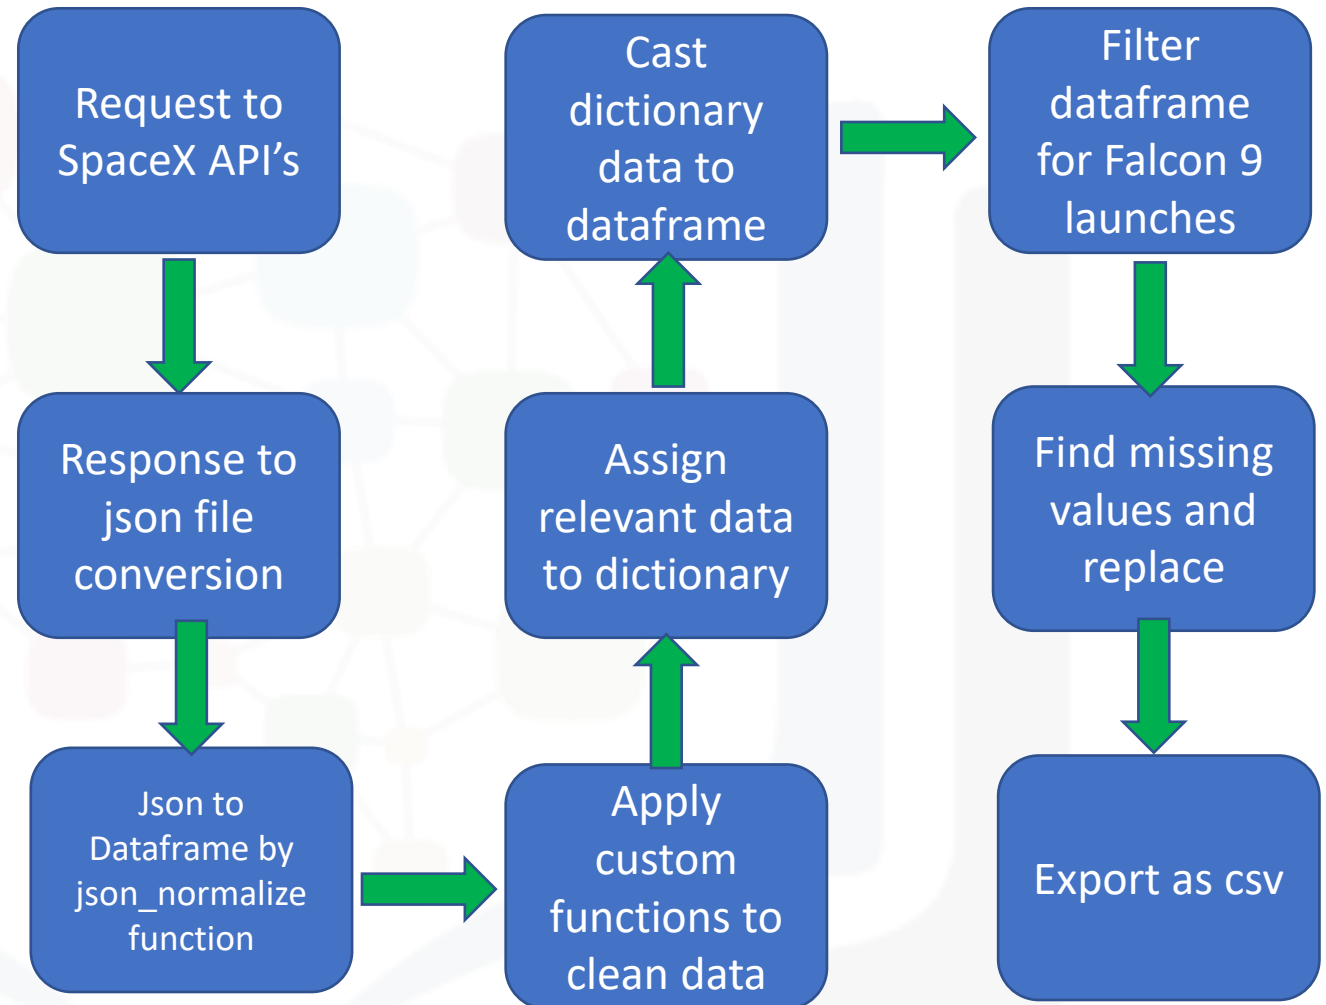 Request to
SpaceX API’s
Response to
json file
conversion
Json to
Dataframe by
json_normalize
function
Apply
custom
functions to
clean data
Assign
relevant data
to dictionary
Cast
dictionary
data to
dataframe
Filter
dataframe
for Falcon 9
launches
Find missing
values and
replace
Export as csv